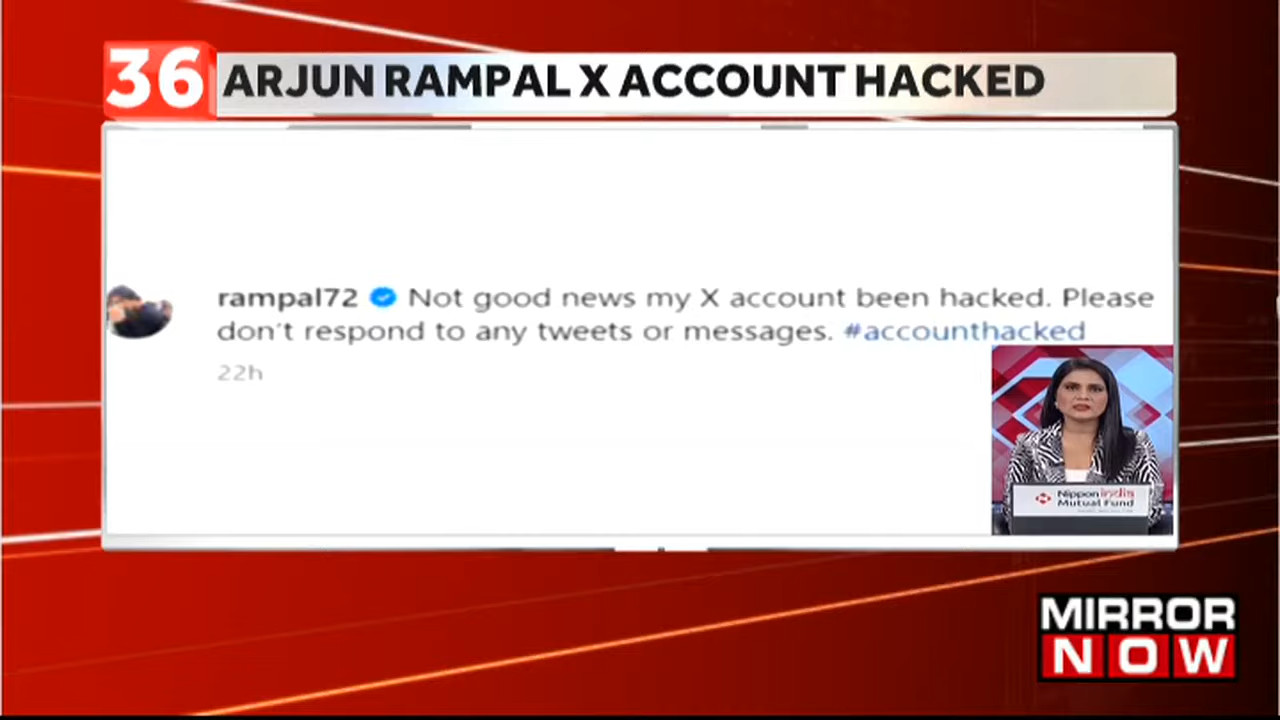 36 ARJUN RAMPAL X ACCOUNT HACKED
rampal72 Not good news my X account been hacked. Please
don't respond to any tweets or messages. #accounthacked
22h
Nippon india
Mutual Fund
MIRROR
NOW